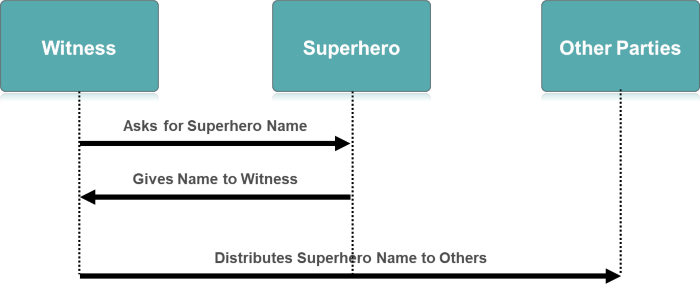 Witness
Superhero
Other Parties
Asks for Superhero Name
Gives Name to Witness
Distributes Superhero Name to Others